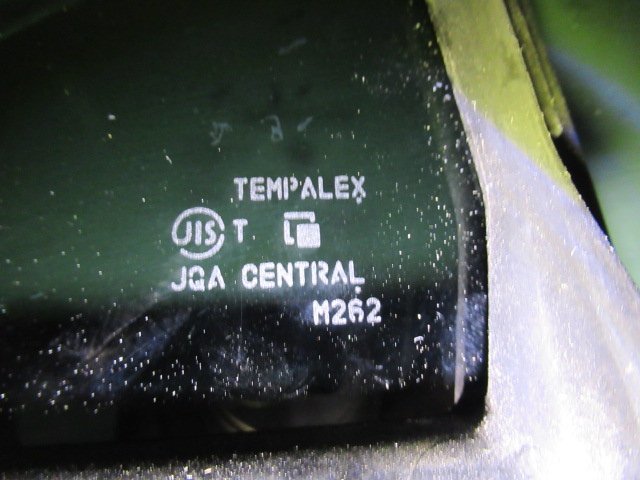 TEMPALEX
JIS T
JQA CENTRAL
M262